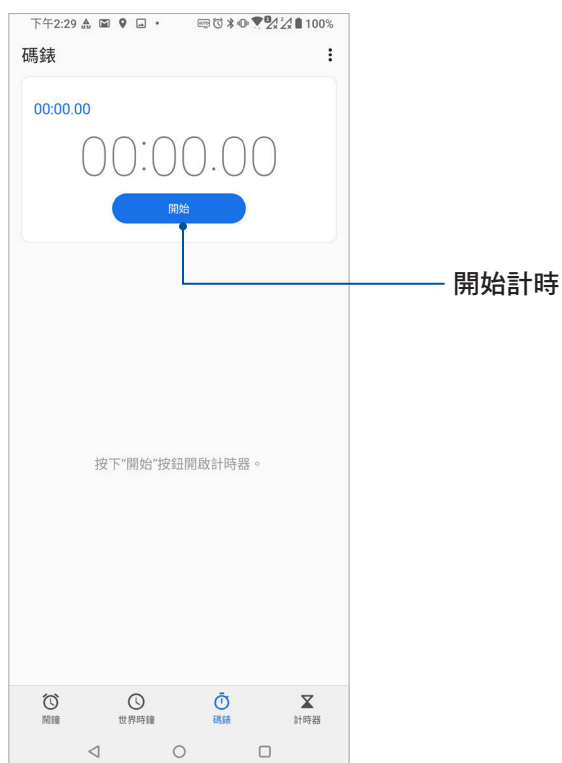 下午2:29 100%
碼錶
00:00.00
00:00.00
開始
開始計時
按下"開始"按鈕開啟計時器。
鬧鐘 世界時鐘 碼錶 計時器